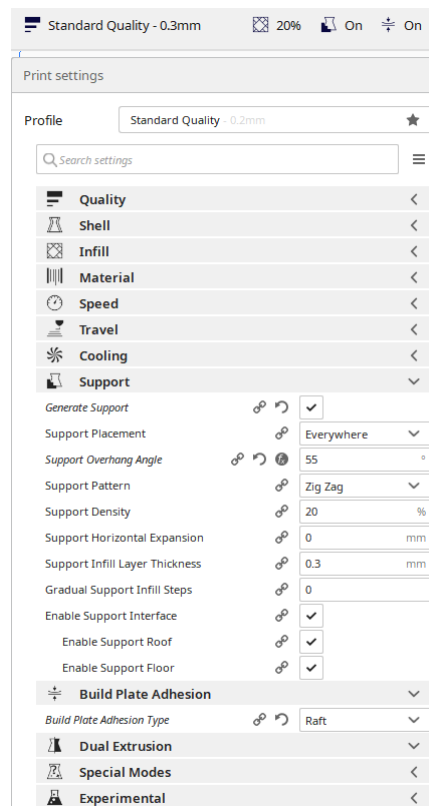 Standard Quality - 0.3mm 20% On On
Print settings
Profile Standard Quality - 0.2mm
Search settings
Quality
Shell
Infill
Material
Speed
Travel
Cooling
Support
Generate Support
Support Placement Everywhere
Support Overhang Angle 55 °
Support Pattern Zig Zag
Support Density 20 %
Support Horizontal Expansion 0 mm
Support Infill Layer Thickness 0.3 mm
Gradual Support Infill Steps 0
Enable Support Interface
Enable Support Roof
Enable Support Floor
Build Plate Adhesion
Build Plate Adhesion Type Raft
Dual Extrusion
Special Modes
Experimental